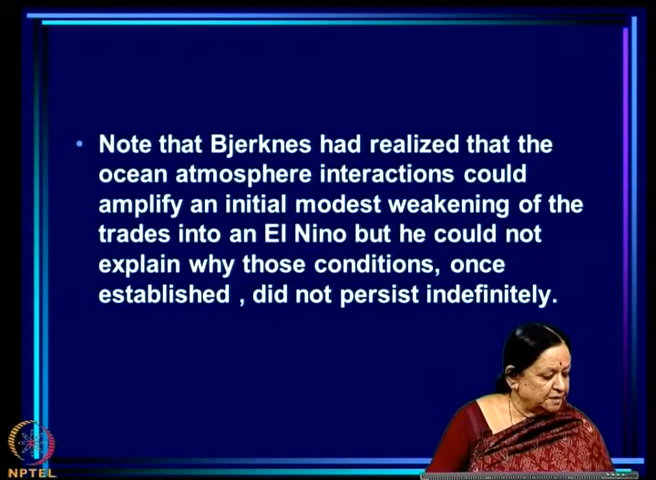 • Note that Bjerknes had realized that the
ocean atmosphere interactions could
amplify an initial modest weakening of the
trades into an El Nino but he could not
explain why those conditions, once
established , did not persist indefinitely.
NPTEL